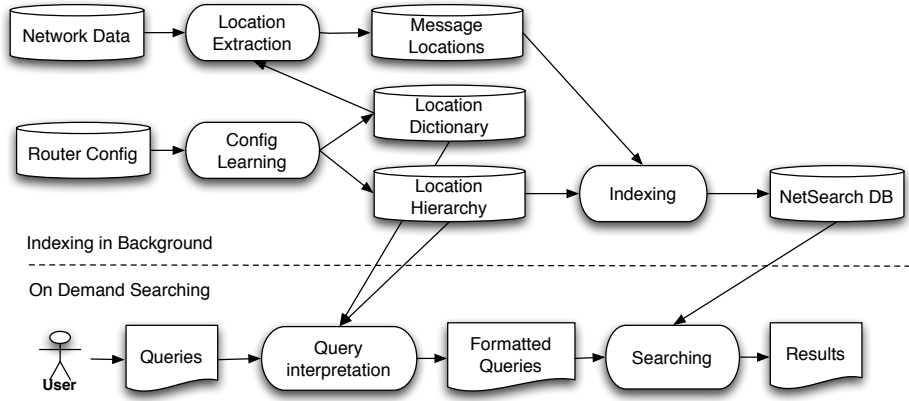 Network Data
Location
Extraction
Message
Locations
Location
Dictionary
Router Config
Config
Learning
Location
Hierarchy
Indexing
NetSearch DB
Indexing in Background
On Demand Searching
User
Queries
Query
interpretation
Formatted
Queries
Searching
Results